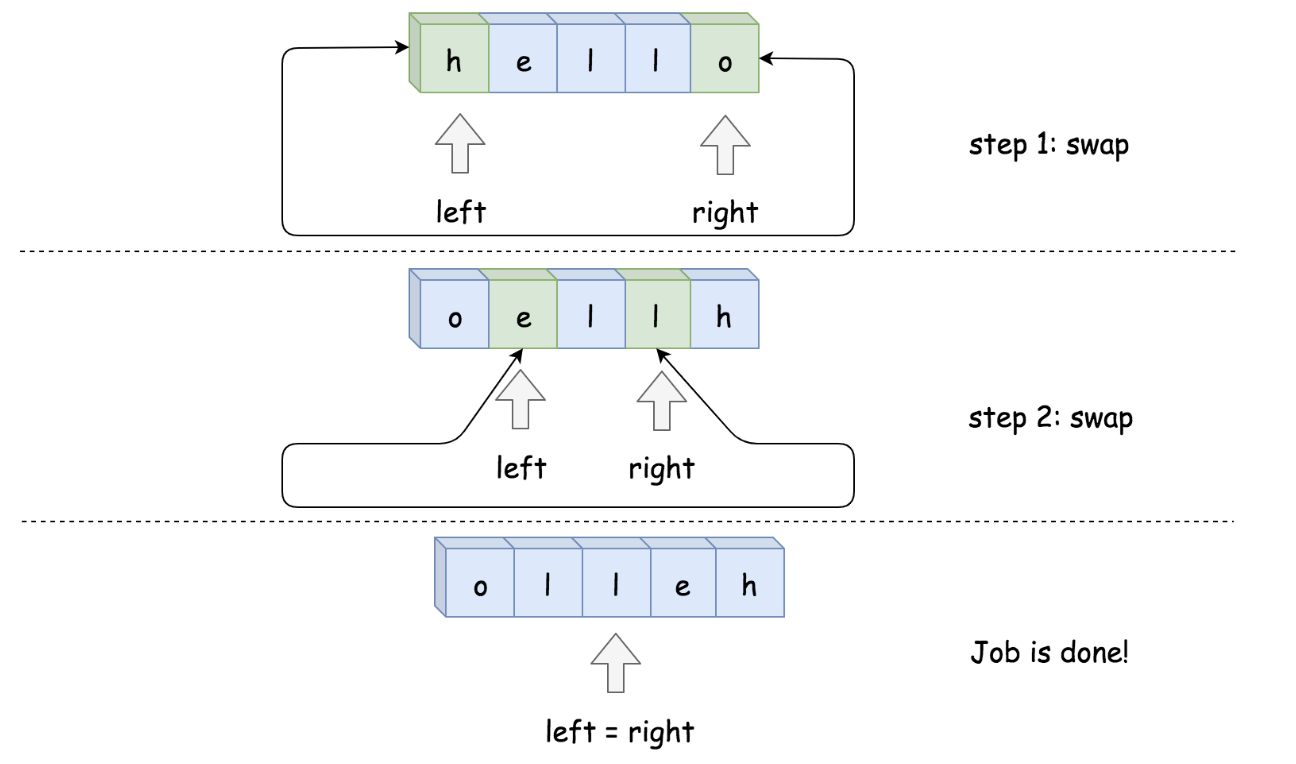 h e l l o
step 1: swap
left right
o e l l h
step 2: swap
left right
o l l e h
Job is done!
left = right